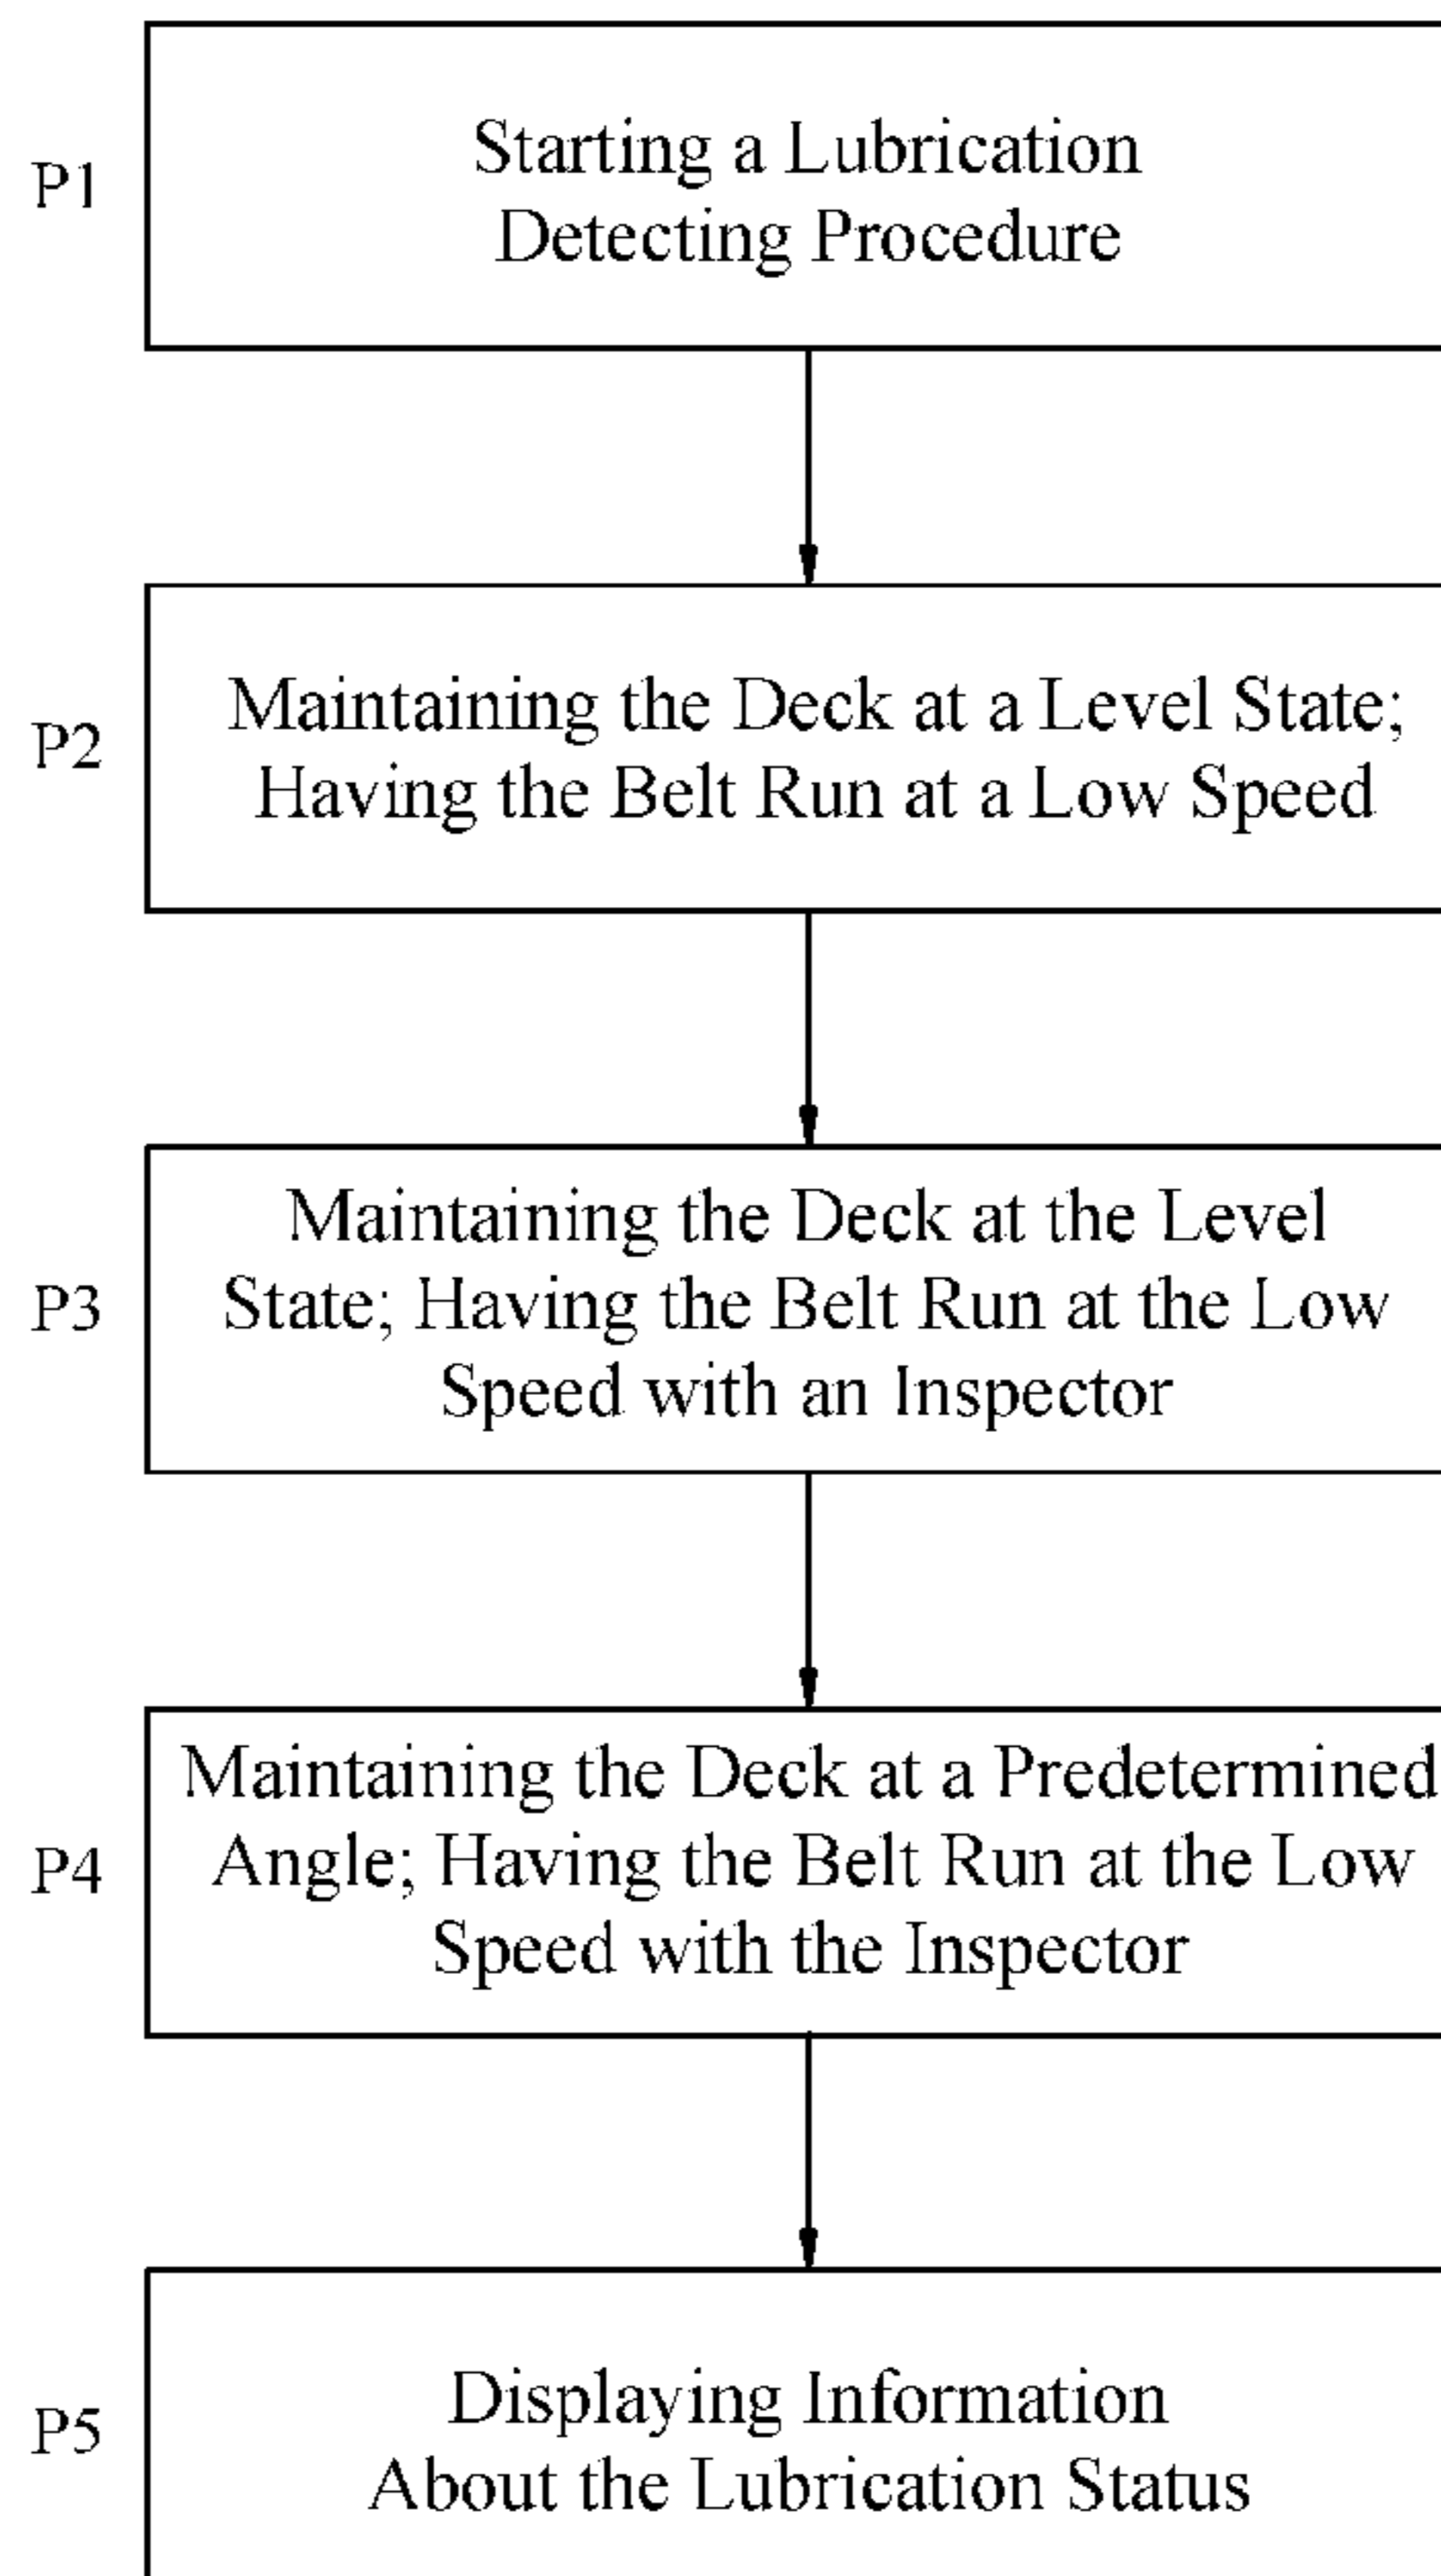 P1
Starting a Lubrication
Detecting Procedure
P2
Maintaining the Deck at a Level State;
Having the Belt Run at a Low Speed
P3
Maintaining the Deck at the Level
State; Having the Belt Run at the Low
Speed with an Inspector
P4
Maintaining the Deck at a Predetermined
Angle; Having the Belt Run at the Low
Speed with the Inspector
P5
Displaying Information
About the Lubrication Status